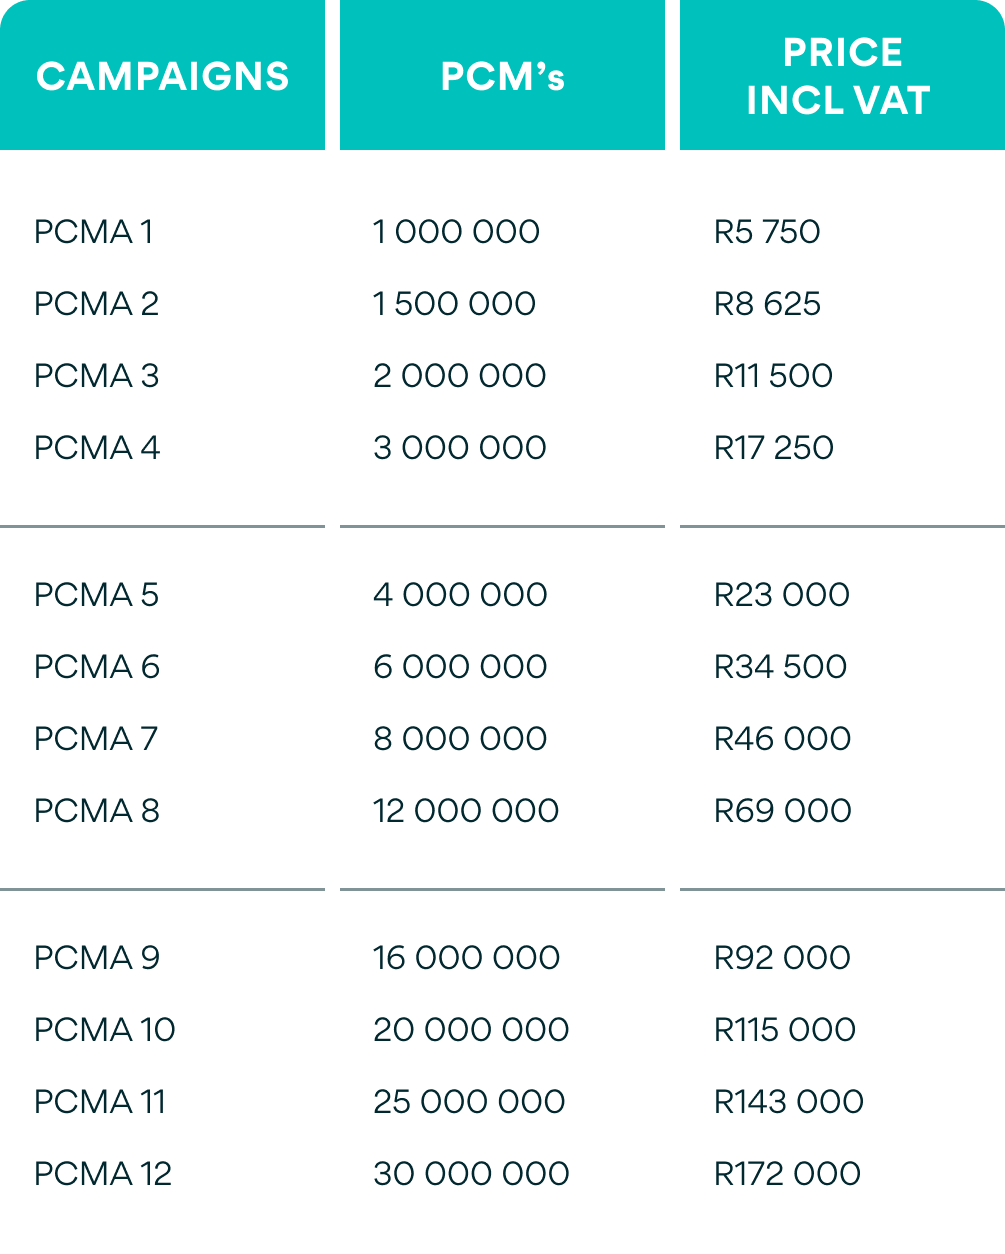 CAMPAIGNS PCM’s PRICE INCL VAT
PCMA 1 1 000 000 R5 750
PCMA 2 1 500 000 R8 625
PCMA 3 2 000 000 R11 500
PCMA 4 3 000 000 R17 250
PCMA 5 4 000 000 R23 000
PCMA 6 6 000 000 R34 500
PCMA 7 8 000 000 R46 000
PCMA 8 12 000 000 R69 000
PCMA 9 16 000 000 R92 000
PCMA 10 20 000 000 R115 000
PCMA 11 25 000 000 R143 000
PCMA 12 30 000 000 R172 000